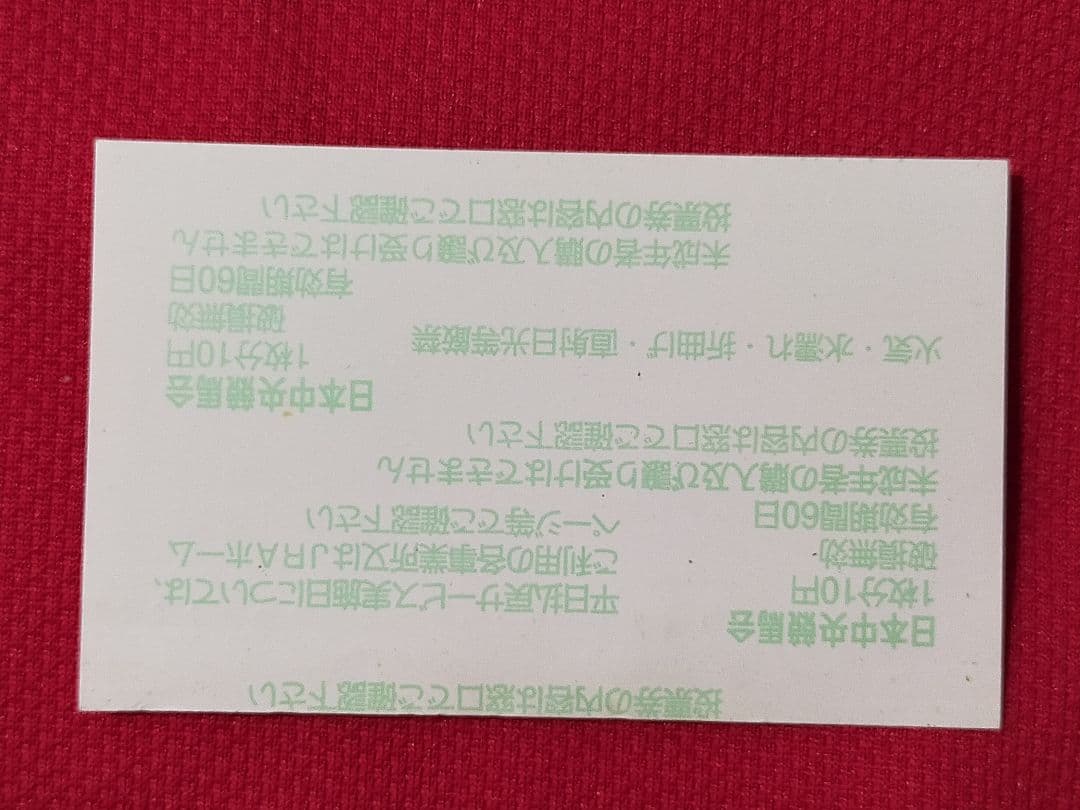 投票券の内容は窓口でご確認下さい
日本中央競馬会
1枚分10円
破損無効
有効期間60日
未成年者の購入及び譲り受けはできません
投票券の内容は窓口でご確認下さい
平日払戻サービス実施日については、
ご利用の各事業所又はJRAホーム
ページ等でご確認下さい
火気・水濡れ・折曲げ・直射日光等厳禁
日本中央競馬会
1枚分10円
破損無効
有効期間60日
未成年者の購入及び譲り受けはできません
投票券の内容は窓口でご確認下さい